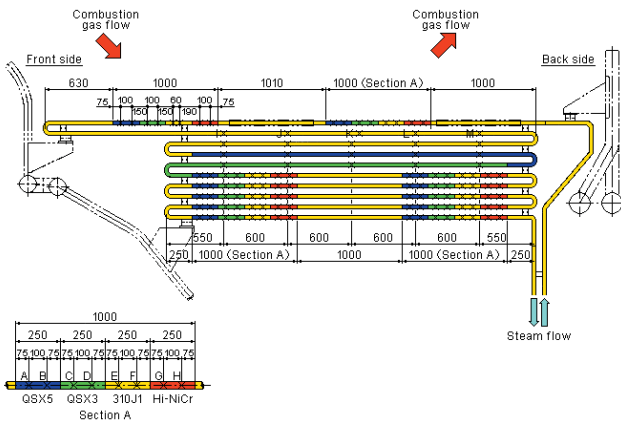 Combustion gas flow
Combustion gas flow
Front side
Back side
630
1000
1010
1000 (Section A)
1000
75
100
150
100
150
60
190
100
75
I
J
K
L
M
550
600
600
600
600
550
250
1000 (Section A)
1000
1000 (Section A)
250
Steam flow
1000
250
250
250
250
75
100
75
75
100
75
75
100
75
75
100
75
A
B
C
D
E
F
G
H
QSX5
QSX3
310J1
Hi-NiCr
Section A